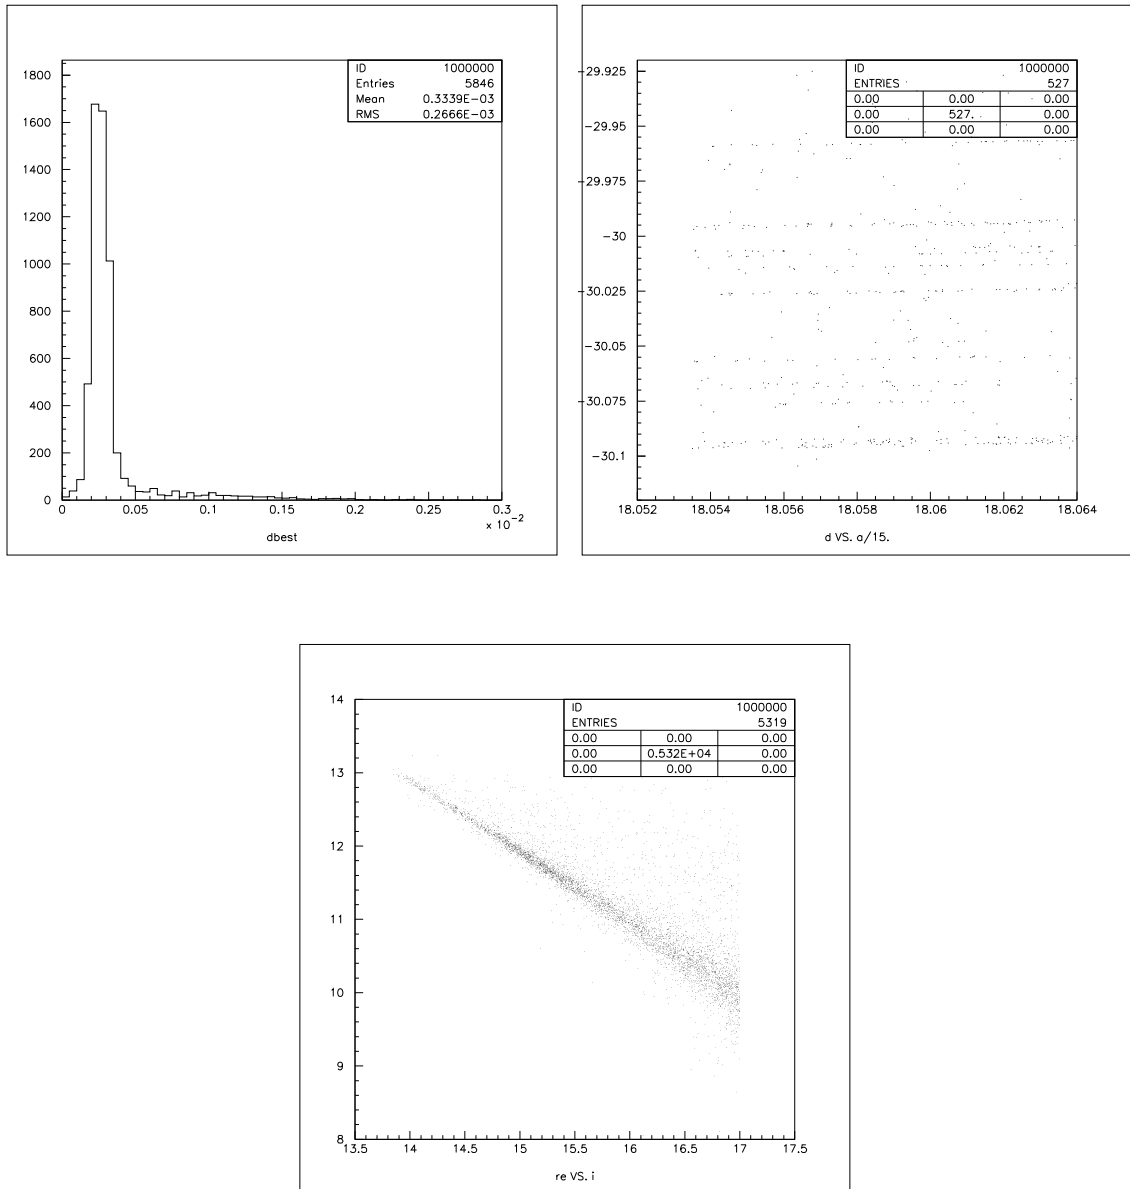 ID 1000000
Entries 5846
Mean 0.3339E-03
RMS 0.2666E-03
1800
1600
1400
1200
1000
800
600
400
200
0
0 0.05 0.1 0.15 0.2 0.25 0.3
x 10^-2
dbest
ID 1000000
ENTRIES 527
0.00 0.00 0.00
0.00 527. 0.00
0.00 0.00 0.00
-29.925
-29.95
-29.975
-30
-30.025
-30.05
-30.075
-30.1
18.052 18.054 18.056 18.058 18.06 18.062 18.064
d VS. a/15.
ID 1000000
ENTRIES 5319
0.00 0.00 0.00
0.00 0.532E+04 0.00
0.00 0.00 0.00
14
13
12
11
10
9
8
13.5 14 14.5 15 15.5 16 16.5 17 17.5
re VS. i